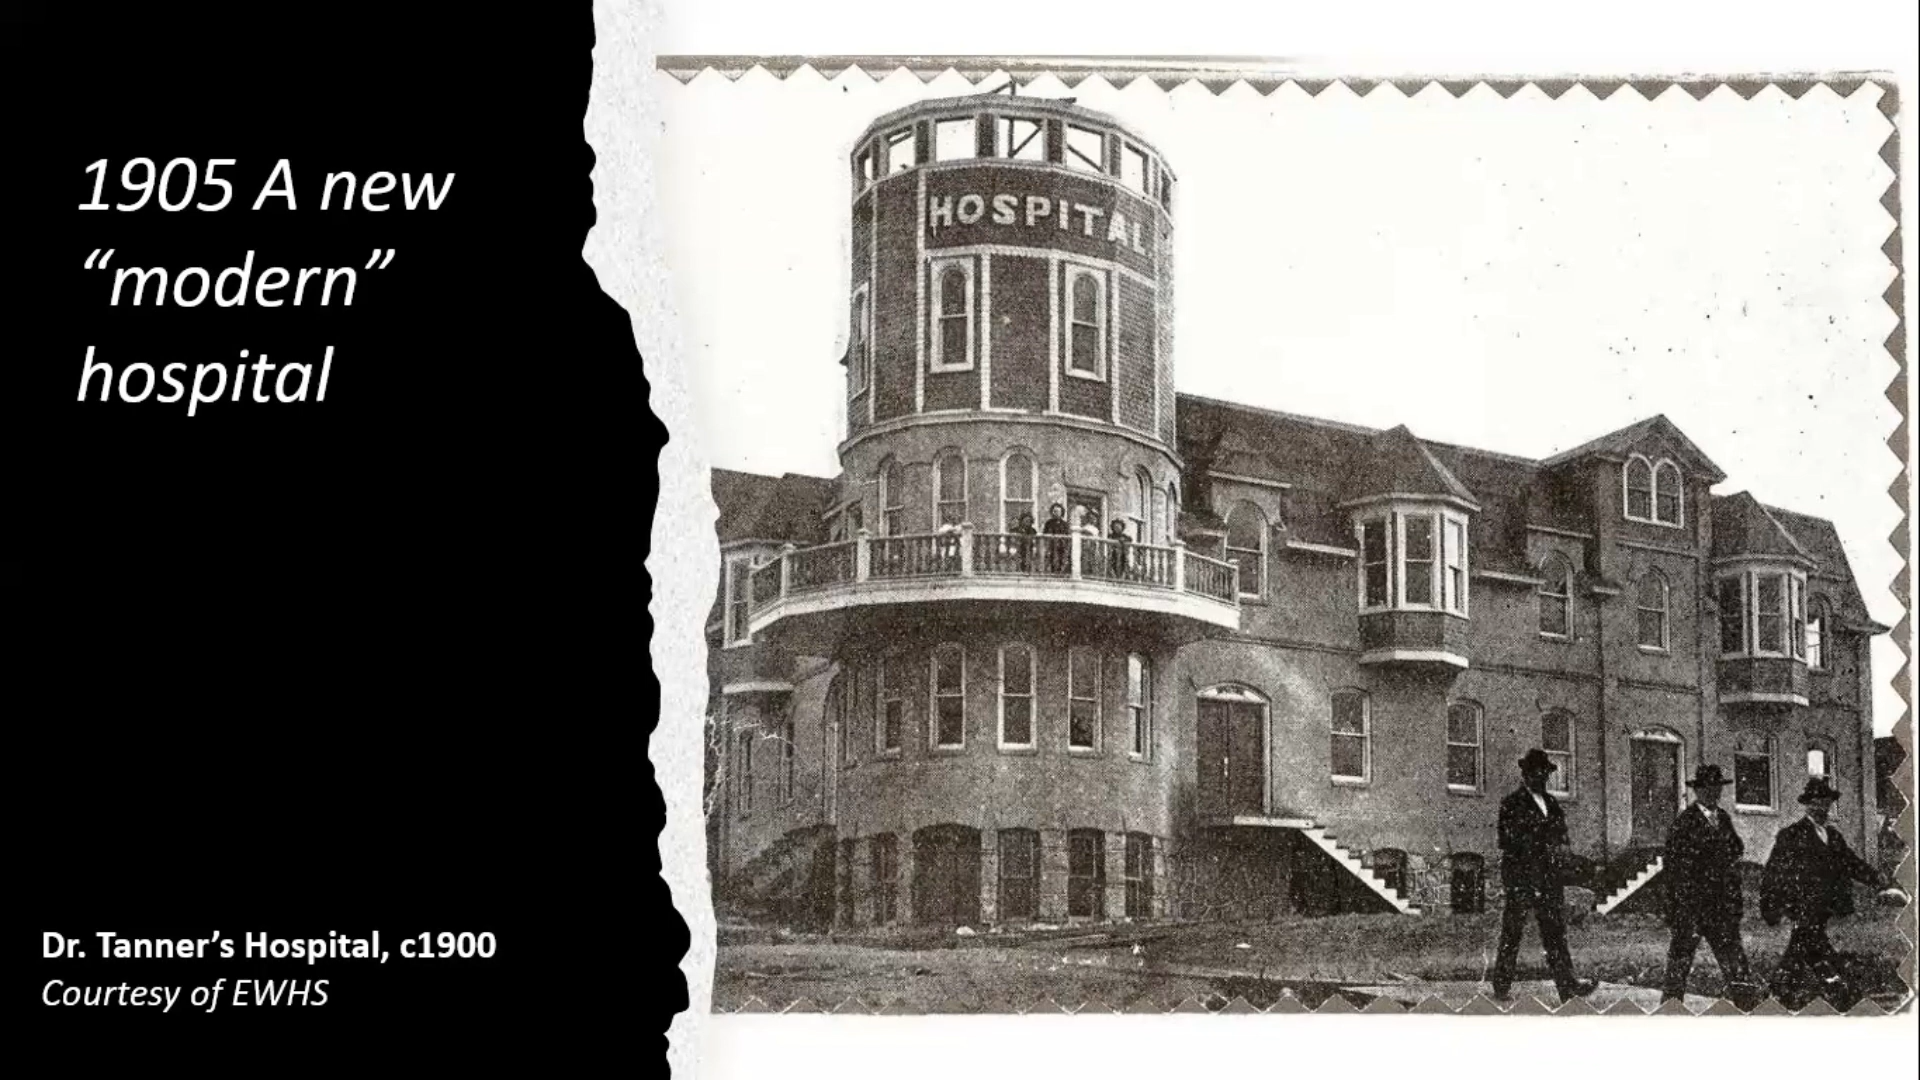 1905 A new
“modern”
hospital
HOSPITAL
Dr. Tanner’s Hospital, c1900
Courtesy of EWHS